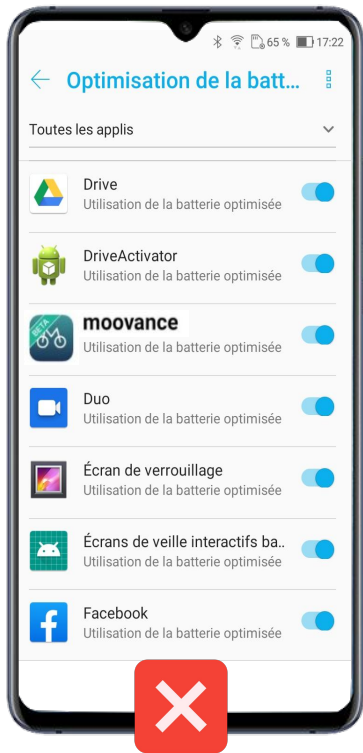 65 % 17:22
Optimisation de la batt...
Toutes les applis
Drive
Utilisation de la batterie optimisée
DriveActivator
Utilisation de la batterie optimisée
BETA
moovance
Utilisation de la batterie optimisée
Duo
Utilisation de la batterie optimisée
Écran de verrouillage
Utilisation de la batterie optimisée
Écrans de veille interactifs ba..
Utilisation de la batterie optimisée
Facebook
Utilisation de la batterie optimisée